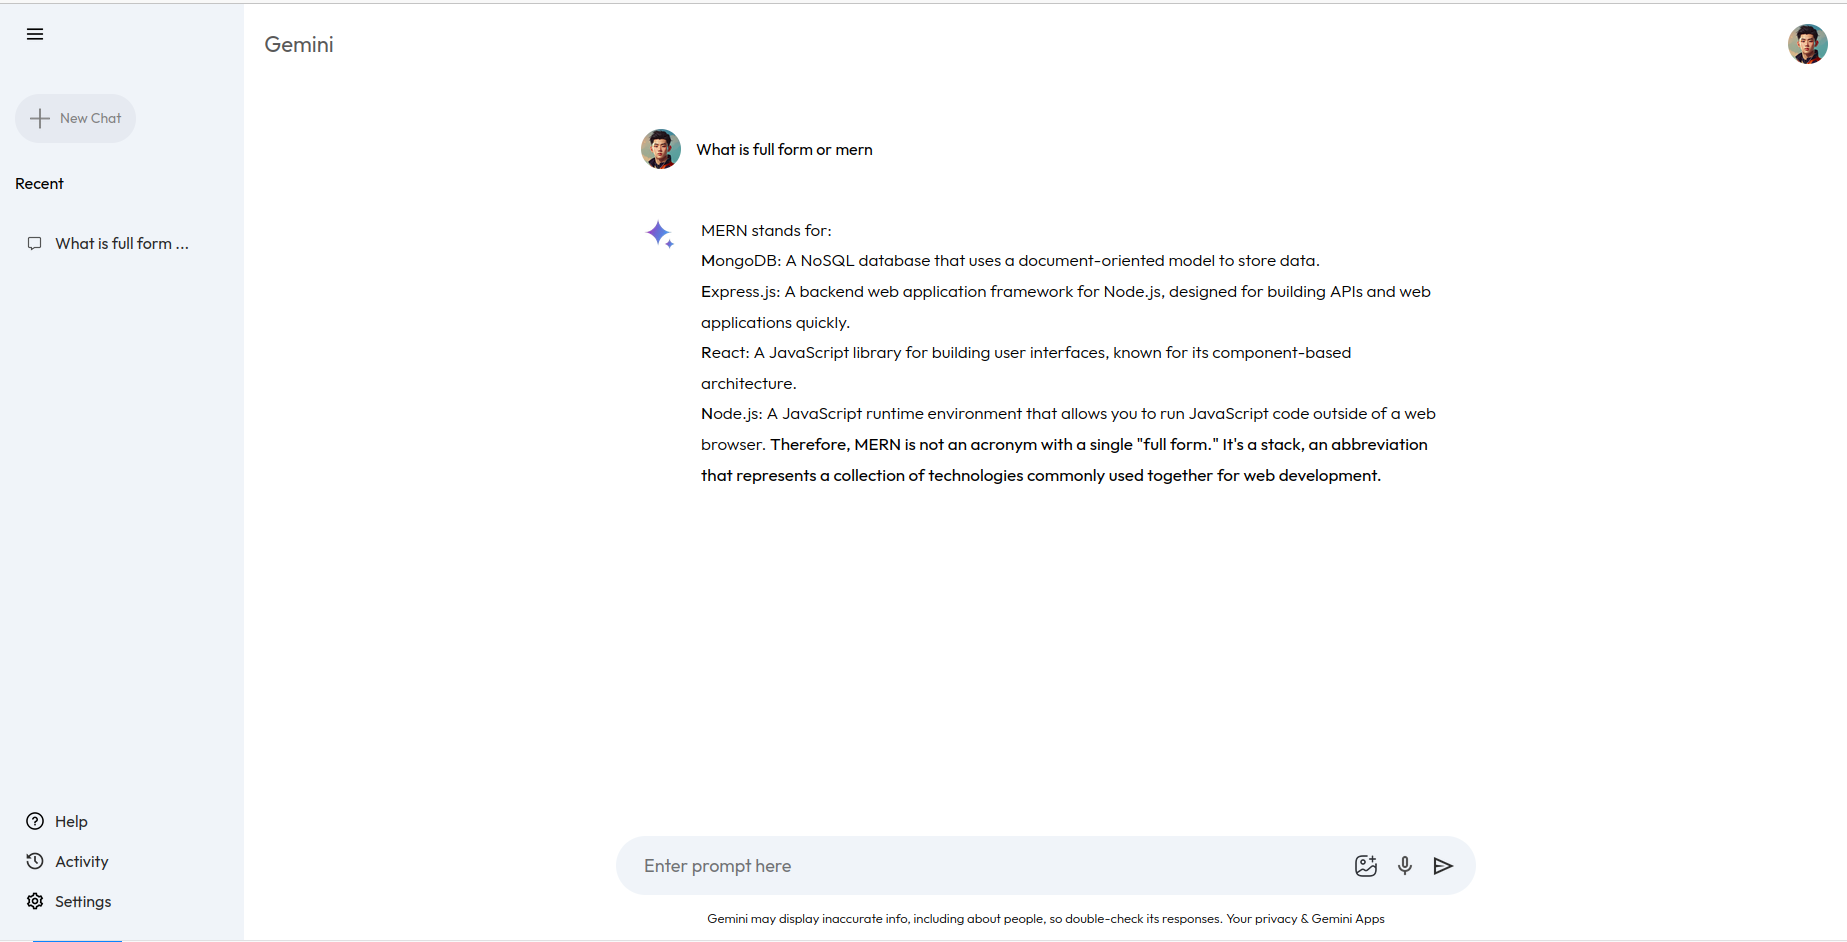 Gemini
New Chat
Recent
What is full form ...
What is full form or mern
MERN stands for:
MongoDB: A NoSQL database that uses a document-oriented model to store data.
Express.js: A backend web application framework for Node.js, designed for building APIs and web
applications quickly.
React: A JavaScript library for building user interfaces, known for its component-based
architecture.
Node.js: A JavaScript runtime environment that allows you to run JavaScript code outside of a web
browser. Therefore, MERN is not an acronym with a single "full form." It's a stack, an abbreviation
that represents a collection of technologies commonly used together for web development.
Help
Activity
Settings
Enter prompt here
Gemini may display inaccurate info, including about people, so double-check its responses. Your privacy & Gemini Apps